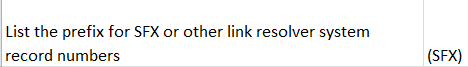 List the prefix for SFX or other link resolver system
record numbers (SFX)